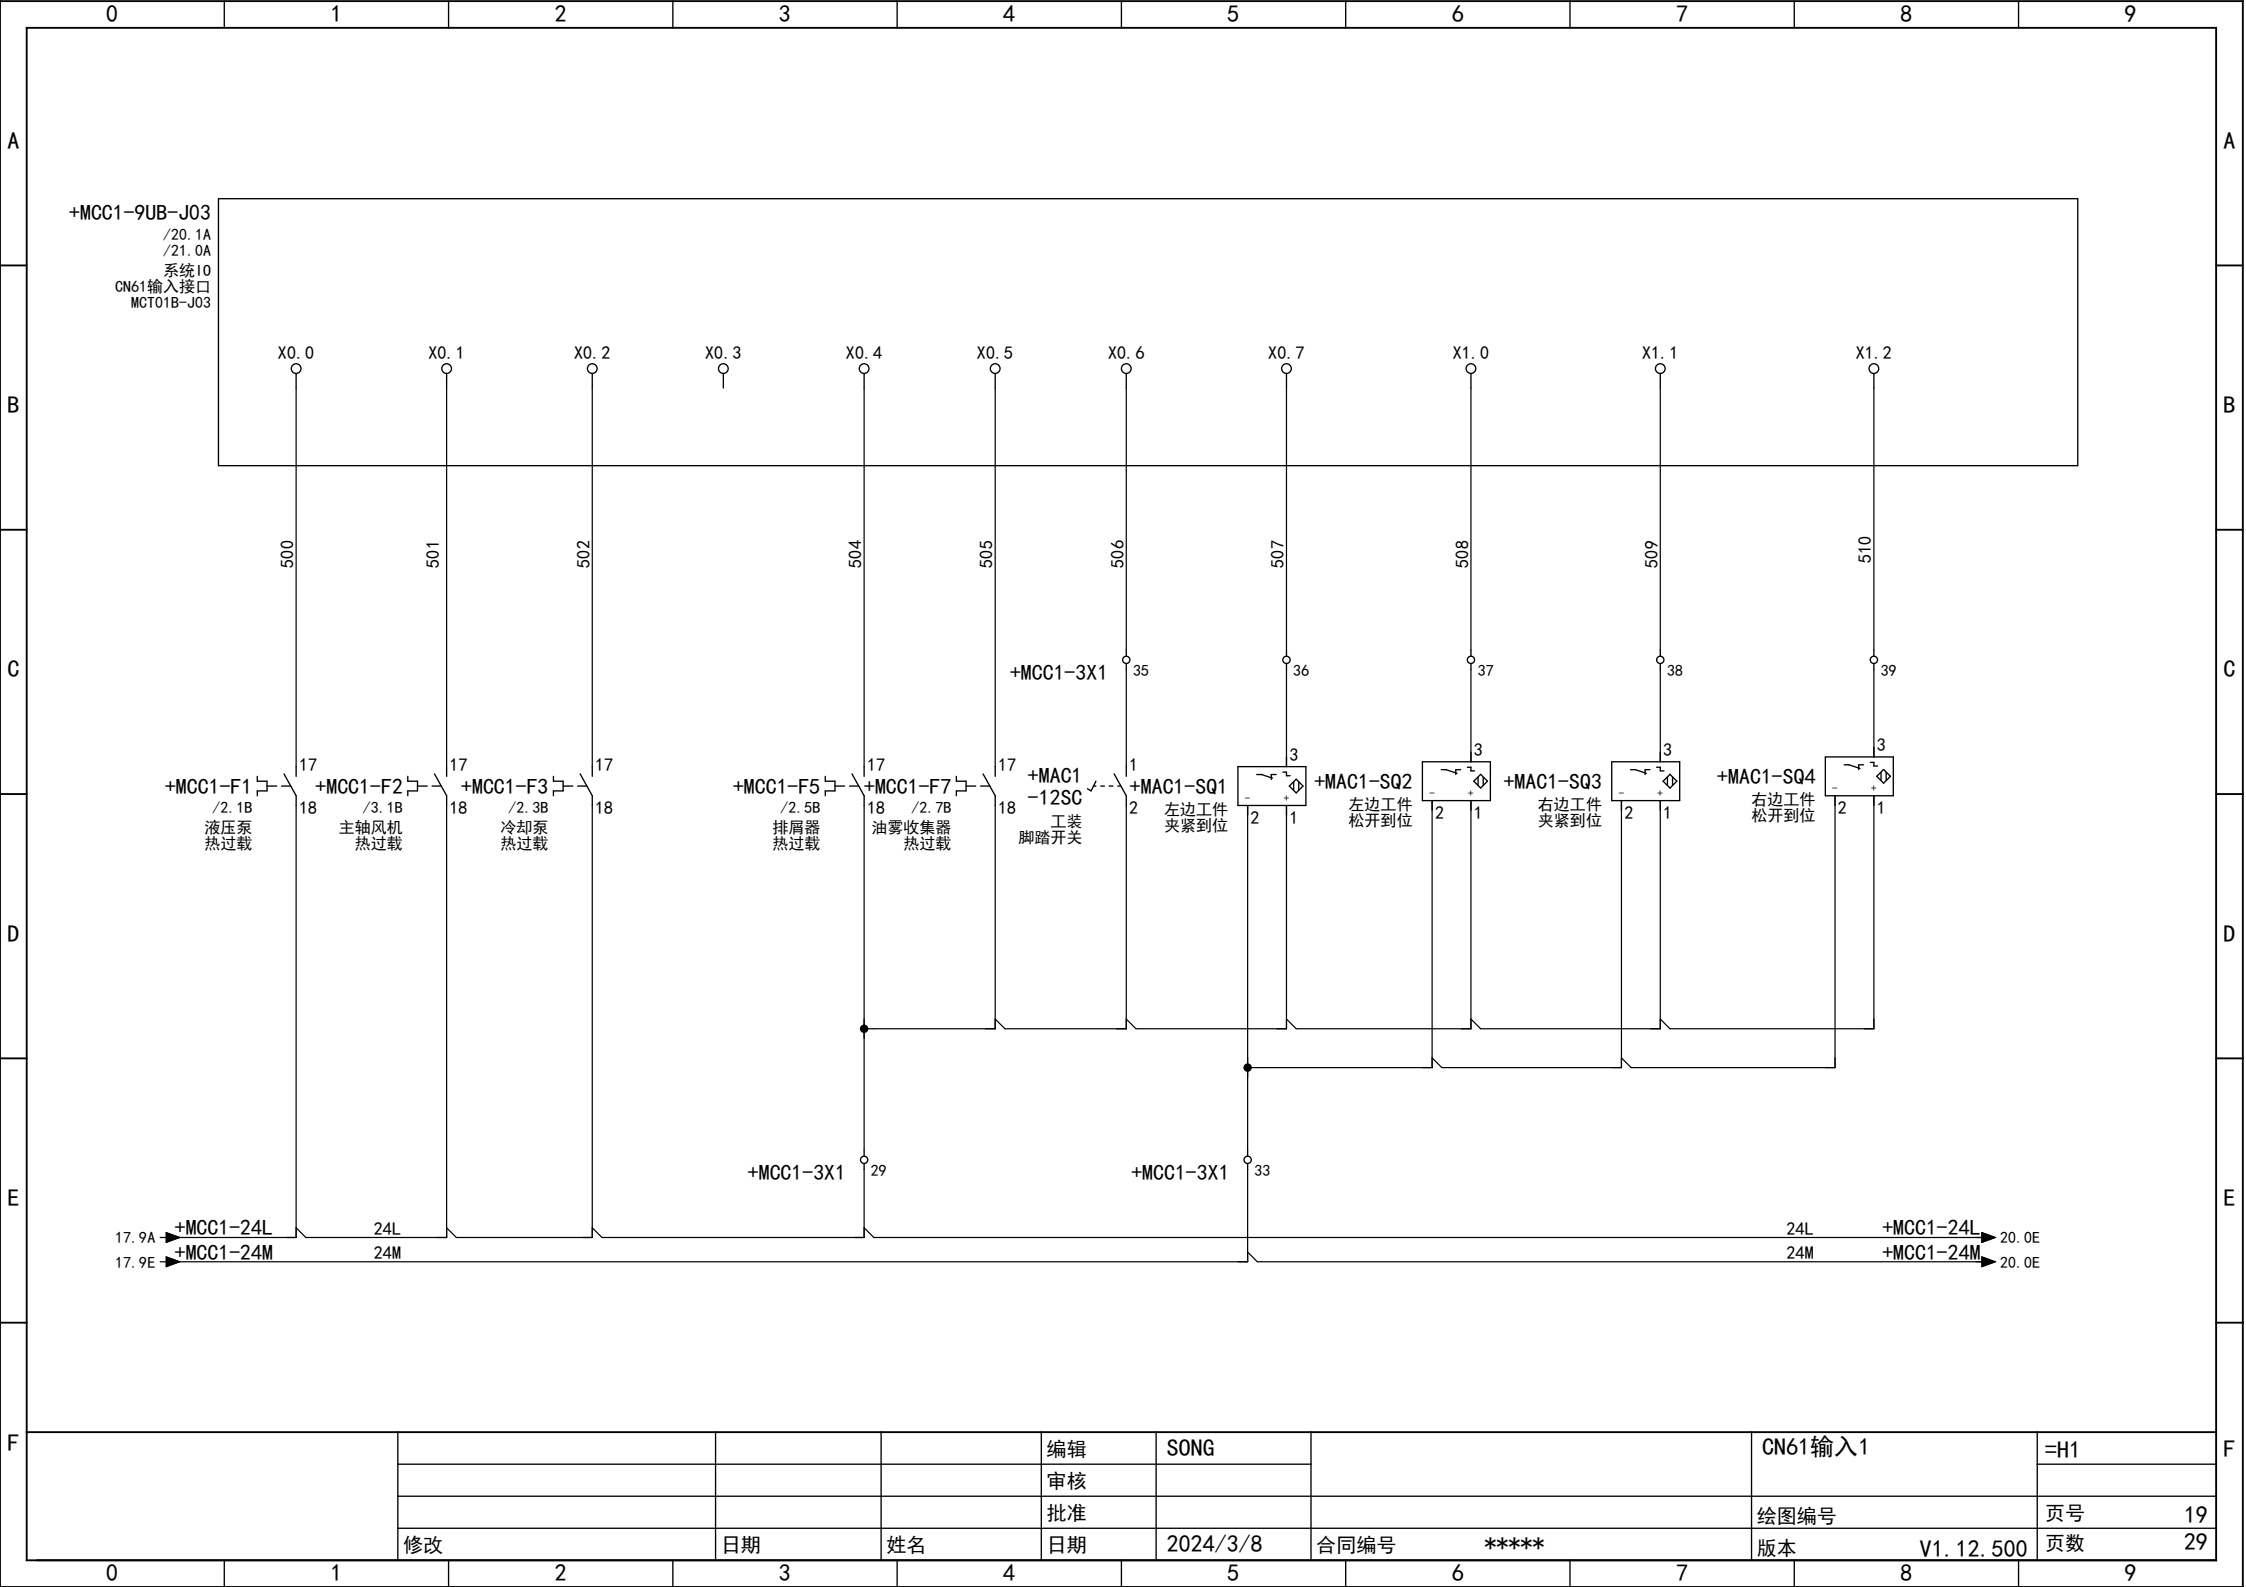 0 1 2 3 4 5 6 7 8 9
A A
+MCC1-9UB-J03
/20.1A
/21.0A
系统IO
CN61输入接口
MCT01B-J03
X0.0 X0.1 X0.2 X0.3 X0.4 X0.5 X0.6 X0.7 X1.0 X1.1 X1.2
B B
500 501 502 504 505 506 507 508 509 510
C C
+MCC1-3X1 35 36 37 38 39
+MCC1-F1 17 18
/2.1B
液压泵
热过载
+MCC1-F2 17 18
/3.1B
主轴风机
热过载
+MCC1-F3 17 18
/2.3B
冷却泵
热过载
+MCC1-F5 17 18
/2.5B
排屑器
热过载
+MCC1-F7 17 18
/2.7B
油雾收集器
热过载
+MAC1
-12SC
1 2
工装
脚踏开关
+MAC1-SQ1
左边工件
夹紧到位
3 - + 2 1
+MAC1-SQ2
左边工件
松开到位
3 - + 2 1
+MAC1-SQ3
右边工件
夹紧到位
3 - + 2 1
+MAC1-SQ4
右边工件
松开到位
3 - + 2 1
D D
+MCC1-3X1 29
+MCC1-3X1 33
E E
17.9A +MCC1-24L 24L 24L +MCC1-24L 20.0E
17.9E +MCC1-24M 24M 24M +MCC1-24M 20.0E
F F
编辑 SONG CN61输入1 =H1
审核
批准 绘图编号 页号 19
修改 日期 姓名 日期 2024/3/8 合同编号 ***** 版本 V1.12.500 页数 29
0 1 2 3 4 5 6 7 8 9